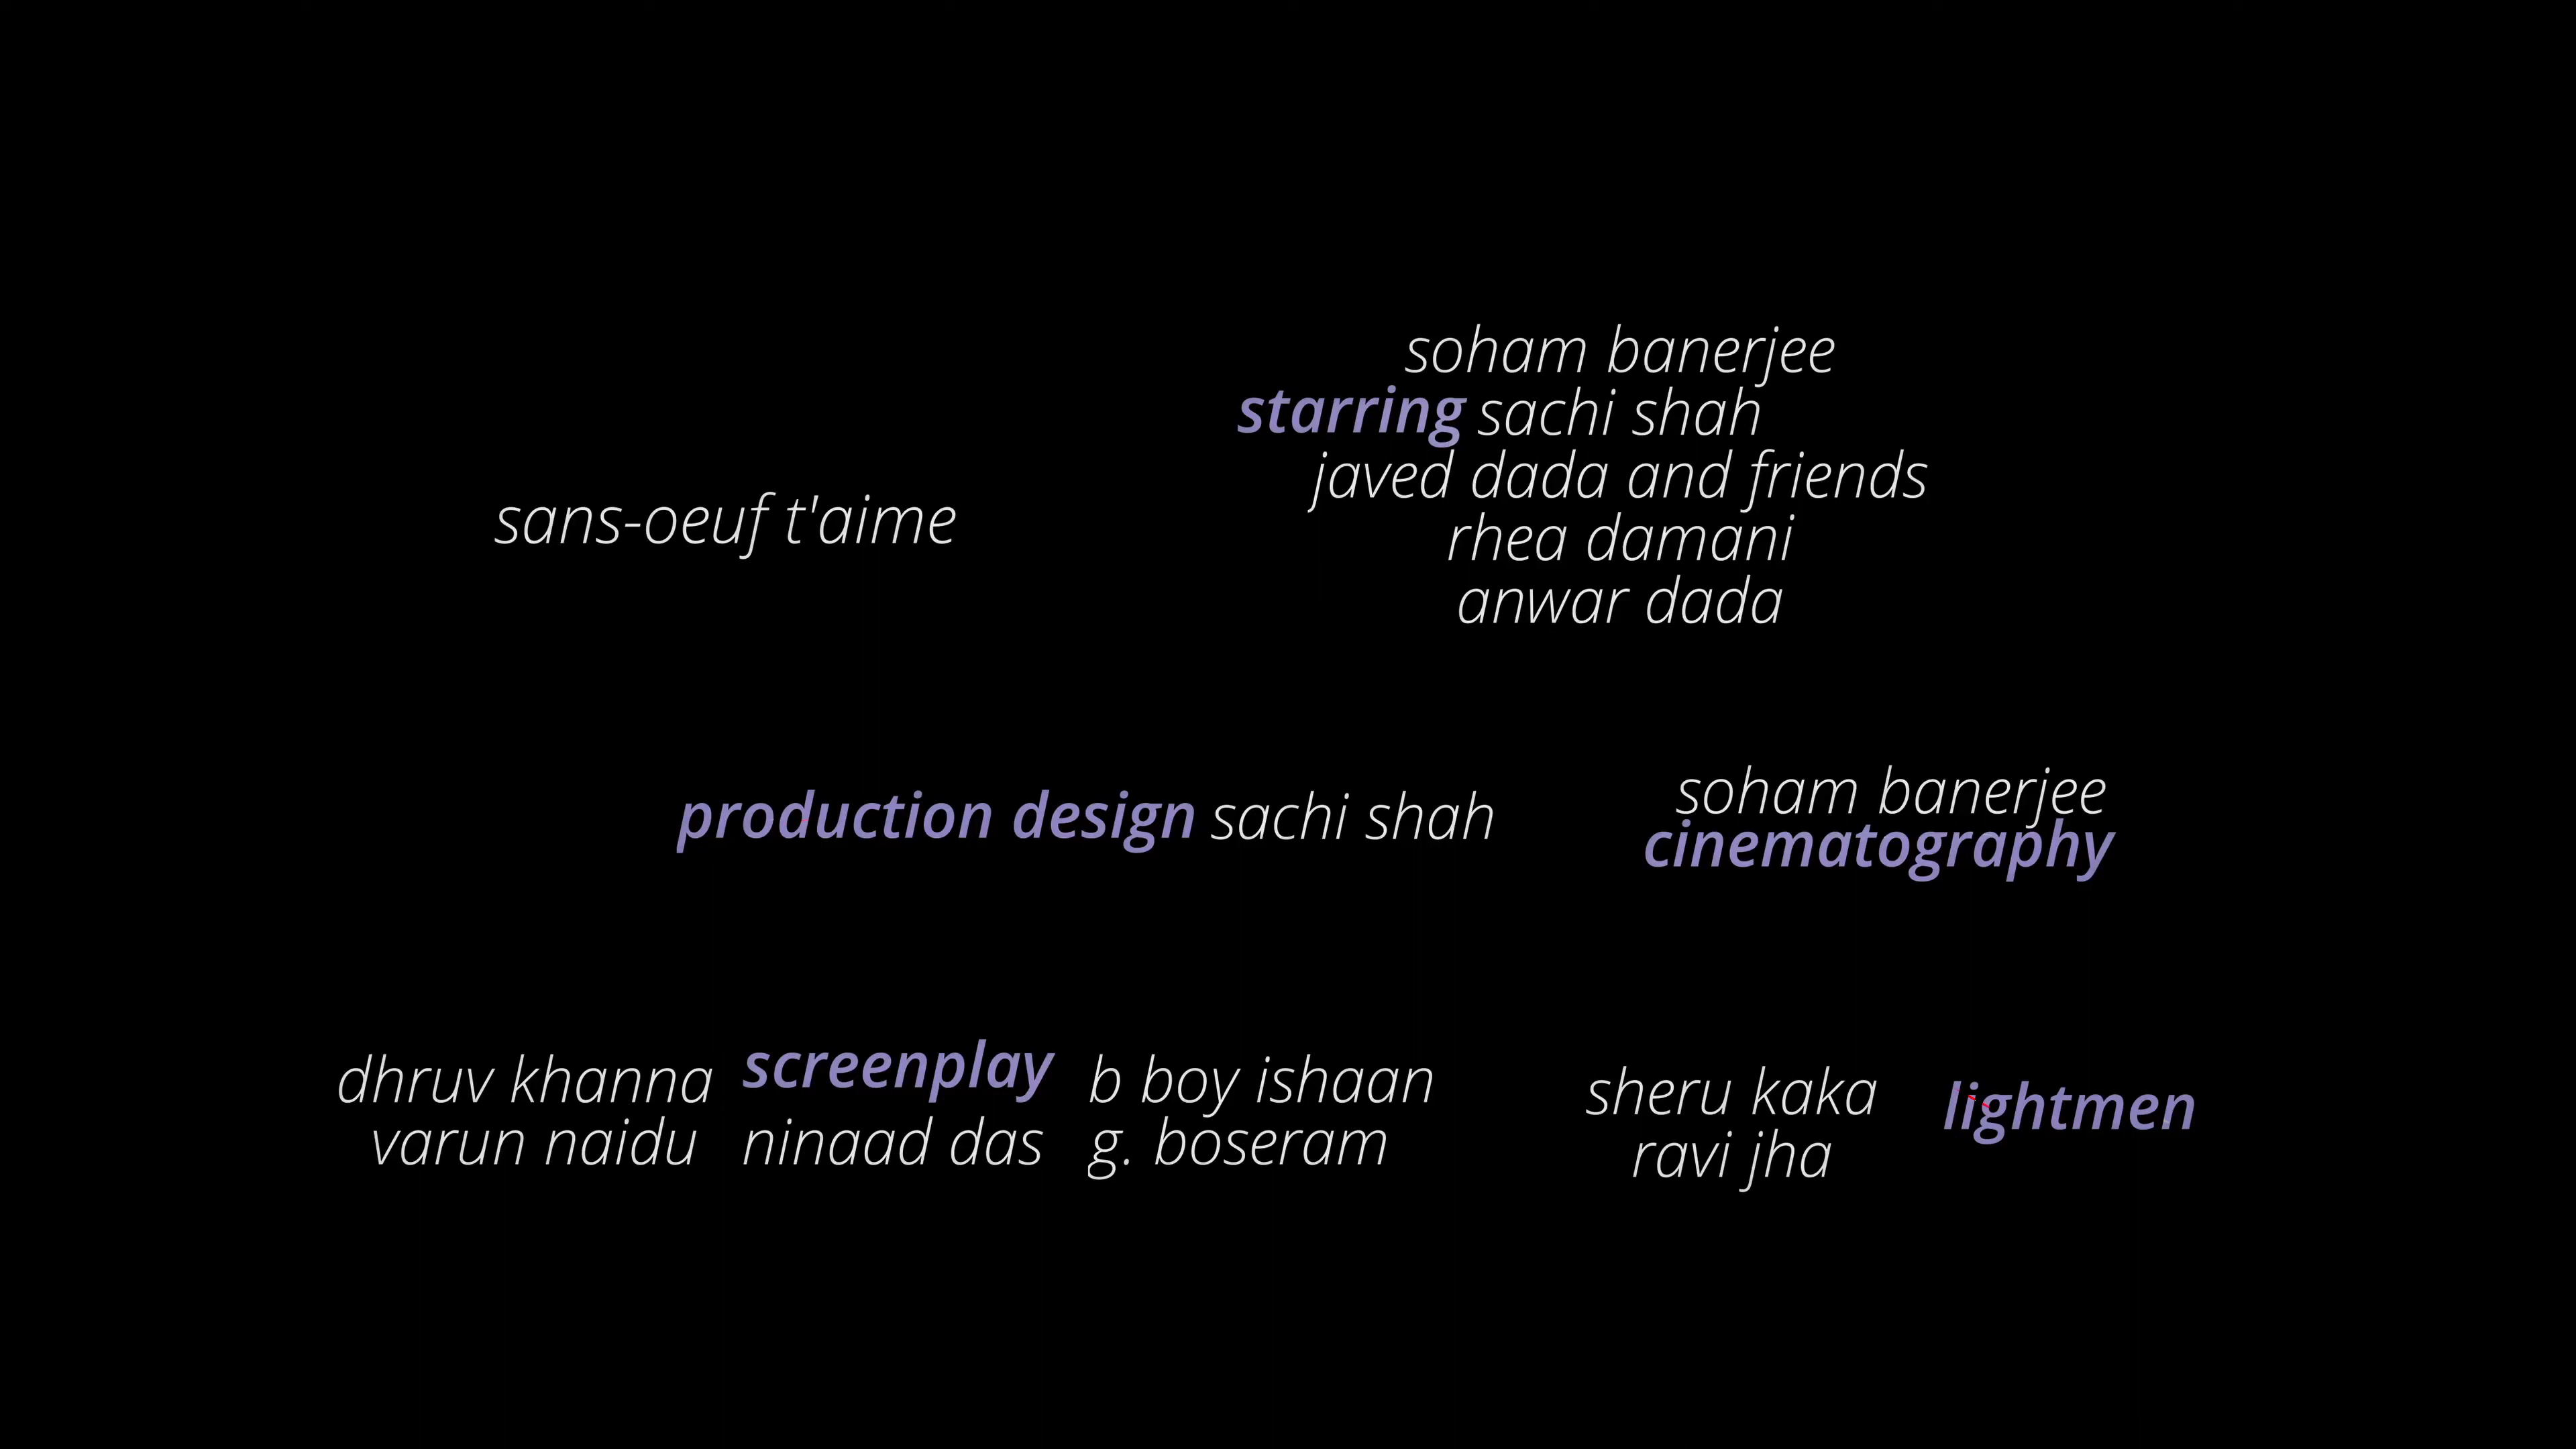 sans-oeuf t'aime
soham banerjee
starring sachi shah
javed dada and friends
rhea damani
anwar dada
production design sachi shah
soham banerjee
cinematography
screenplay
dhruv khanna b boy ishaan
varun naidu ninaad das g. boseram
sheru kaka
lightmen
ravi jha